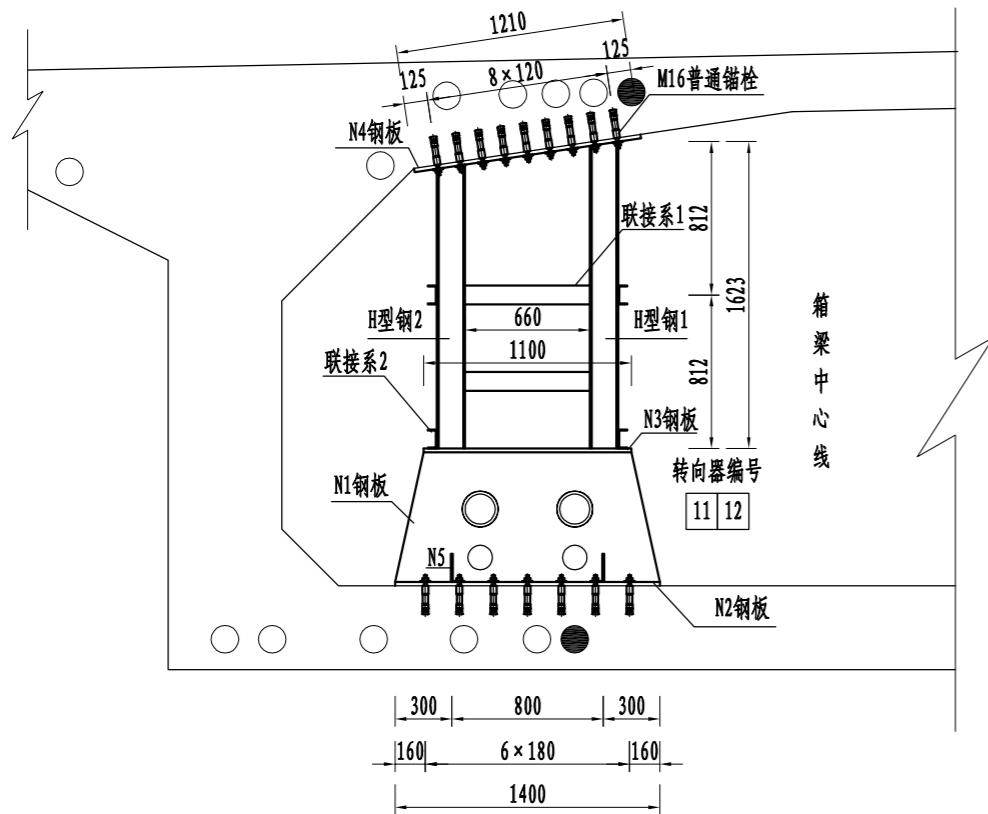 1210
125
8×120
125
M16普通锚栓
N4钢板
联接系1
812
1623
H型钢2
660
H型钢1
1100
联接系2
812
箱梁中心线
N3钢板
转向器编号
N1钢板
11 12
N5
N2钢板
300 800 300
160 6×180 160
1400